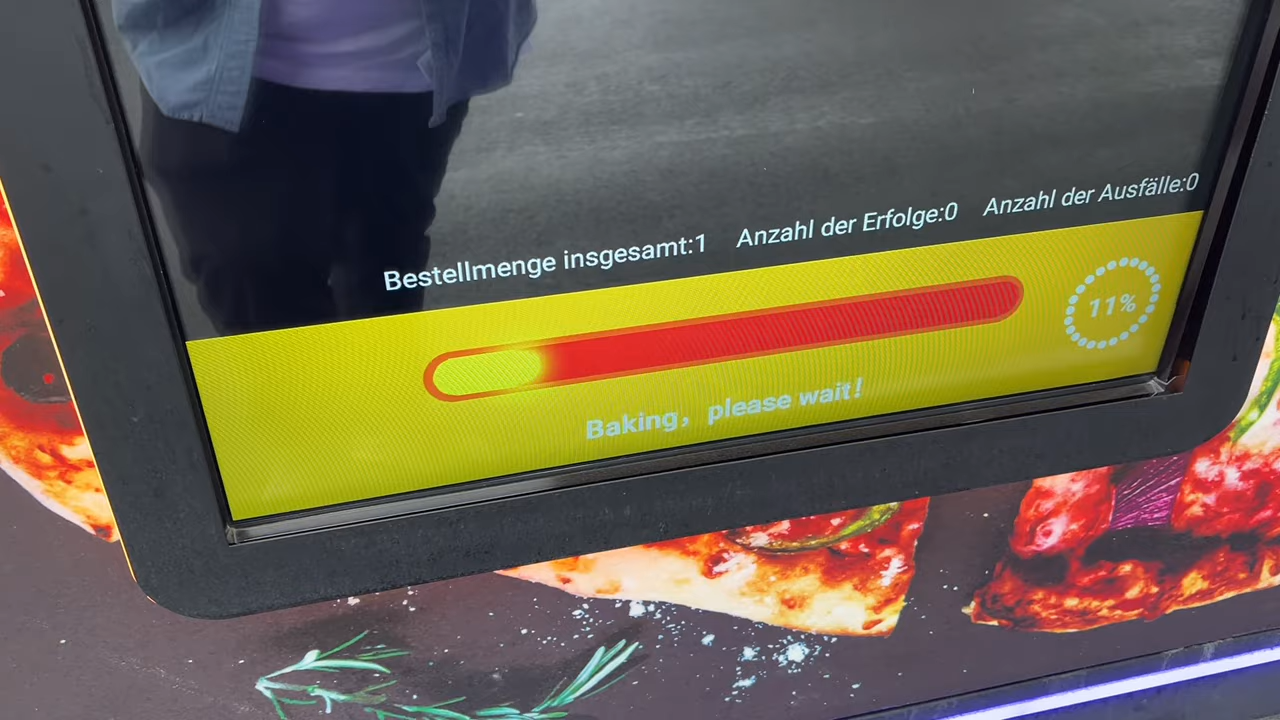 Bestellmenge insgesamt:1 Anzahl der Erfolge:0 Anzahl der Ausfälle:0
11%
Baking, please wait!